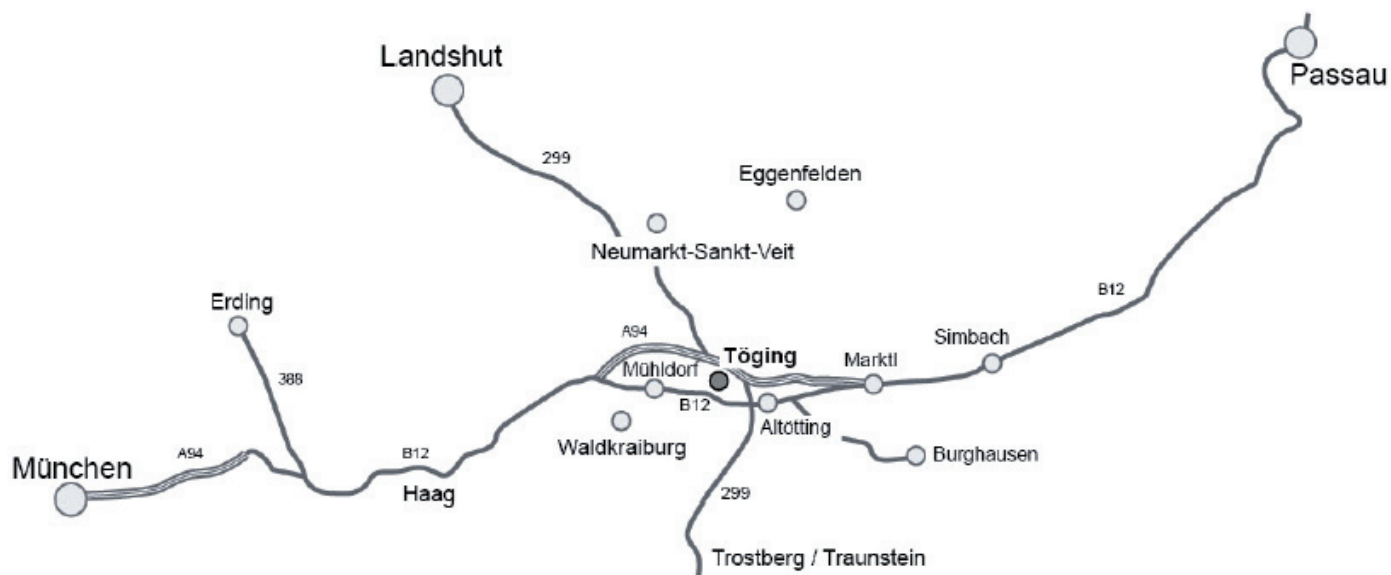 Landshut
Passau
299
Eggenfelden
Neumarkt-Sankt-Veit
Erding
B12
A94
Töging
Simbach
Marktl
Mühldorf
388
B12
Altötting
Waldkraiburg
A94
B12
Burghausen
München
Haag
299
Trostberg / Traunstein